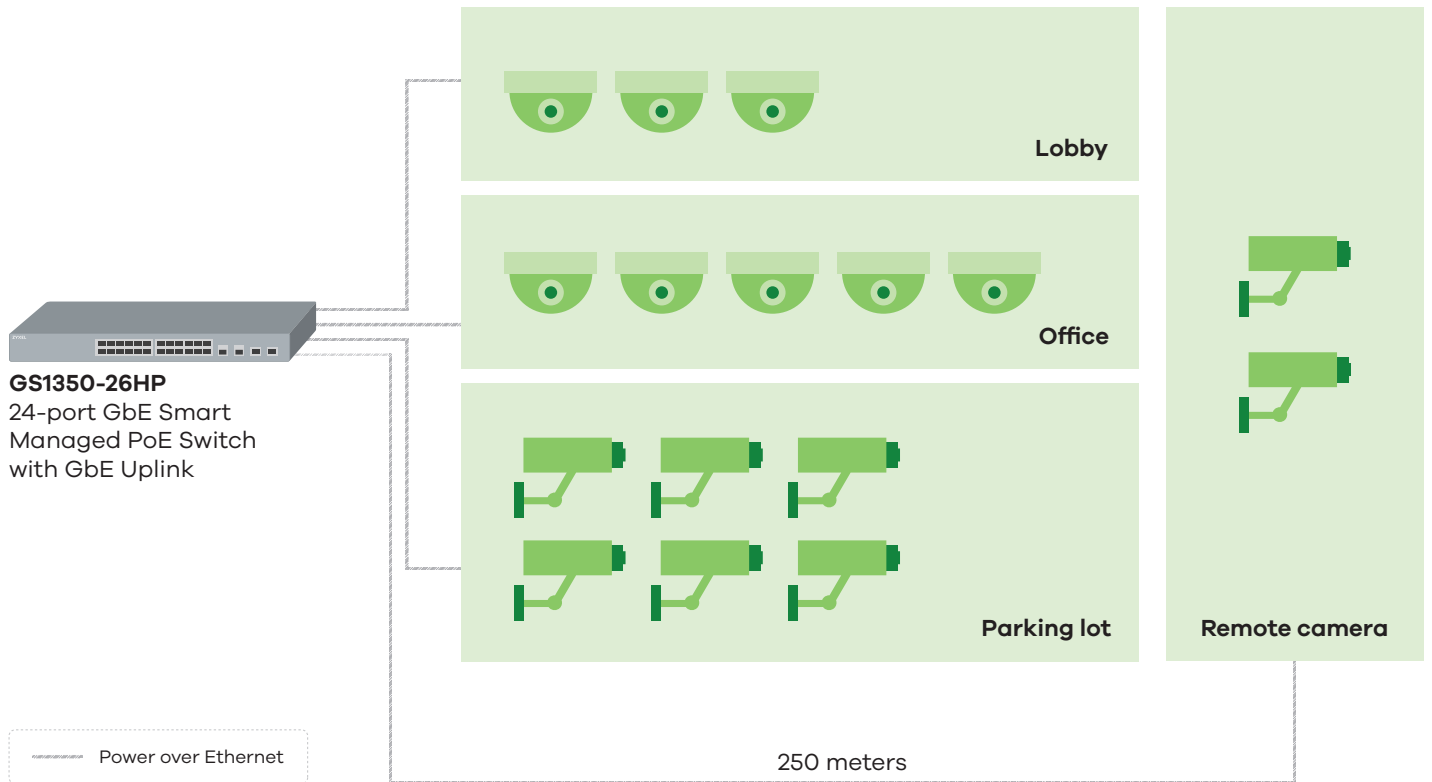 Lobby
Office
ZYXEL
GS1350-26HP
24-port GbE Smart
Managed PoE Switch
with GbE Uplink
Parking lot
Remote camera
Power over Ethernet
250 meters